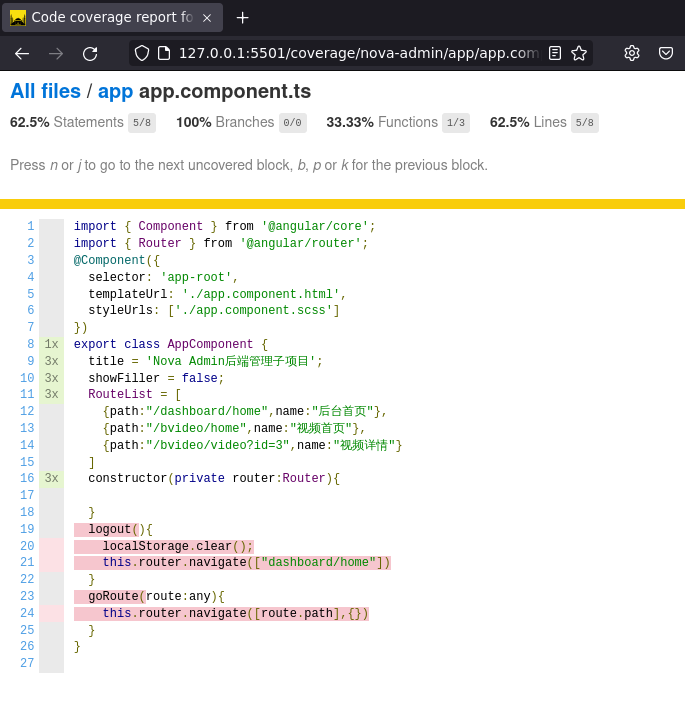 Code coverage report fo
127.0.0.1:5501/coverage/nova-admin/app/app.com
All files / app app.component.ts
62.5% Statements 5/8 100% Branches 0/0 33.33% Functions 1/3 62.5% Lines 5/8
Press n or j to go to the next uncovered block, b, p or k for the previous block.
1 import { Component } from '@angular/core';
2 import { Router } from '@angular/router';
3 @Component({
4 selector: 'app-root',
5 templateUrl: './app.component.html',
6 styleUrls: ['./app.component.scss']
7 })
8 1x export class AppComponent {
9 3x title = 'Nova Admin后端管理子项目';
10 3x showFiller = false;
11 3x RouteList = [
12 {path:"/dashboard/home",name:"后台首页"},
13 {path:"/bvideo/home",name:"视频首页"},
14 {path:"/bvideo/video?id=3",name:"视频详情"}
15 ]
16 3x constructor(private router:Router){
17
18 }
19 logout(){
20 localStorage.clear();
21 this.router.navigate(["dashboard/home"])
22 }
23 goRoute(route:any){
24 this.router.navigate([route.path],{})
25 }
26 }
27